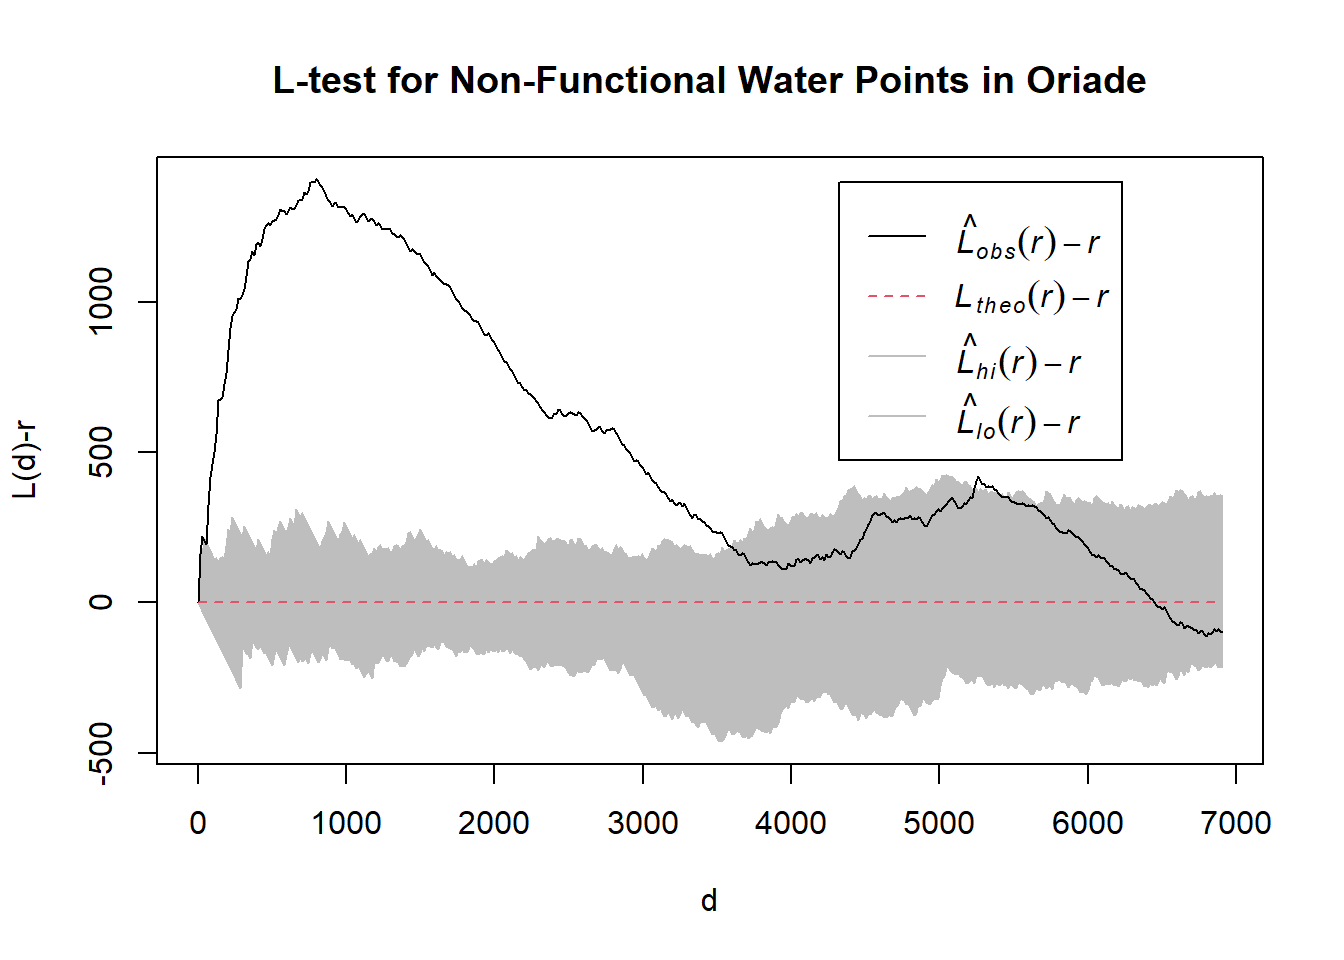 L-test for Non-Functional Water Points in Oriade
L̂obs(r) − r
Ltheo(r) − r
L̂hi(r) − r
L̂lo(r) − r
L(d)-r
1000
500
0
-500
0 1000 2000 3000 4000 5000 6000 7000
d